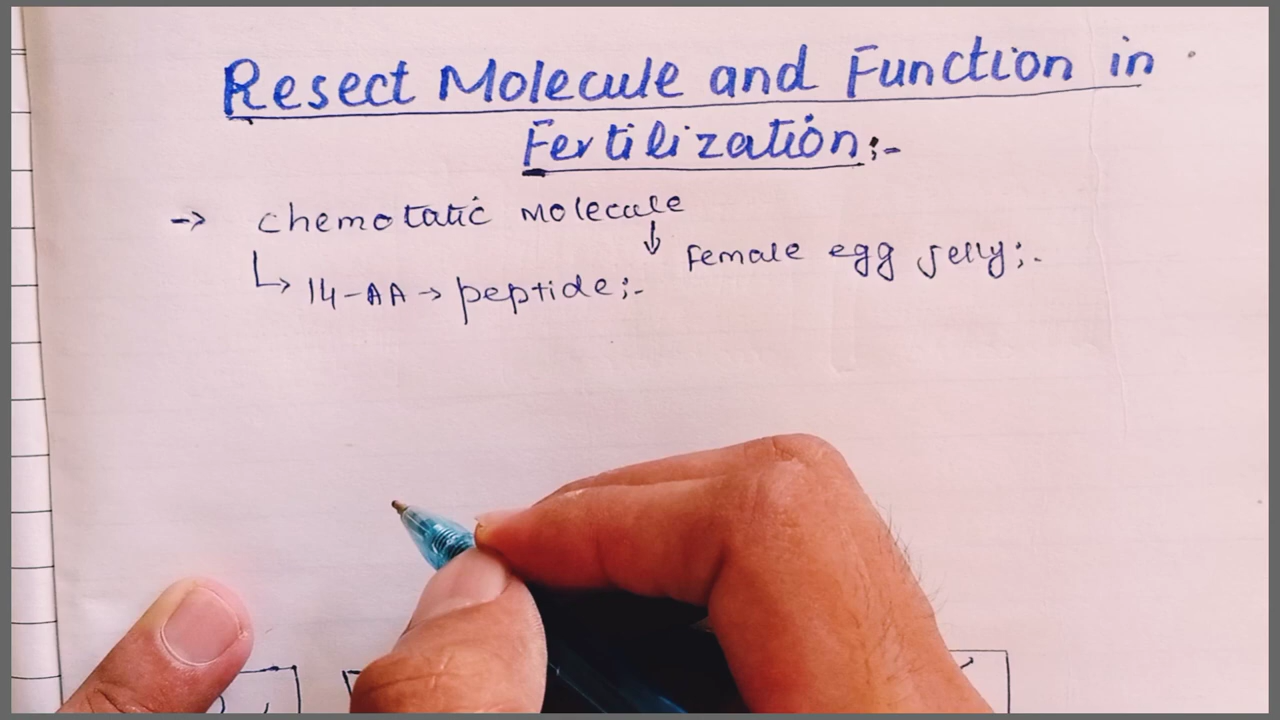 Resect Molecule and Function in
Fertilization:-
-> Chemotatic Molecule
↓ Female egg Jelly;-
↳ 14-AA → peptide;-